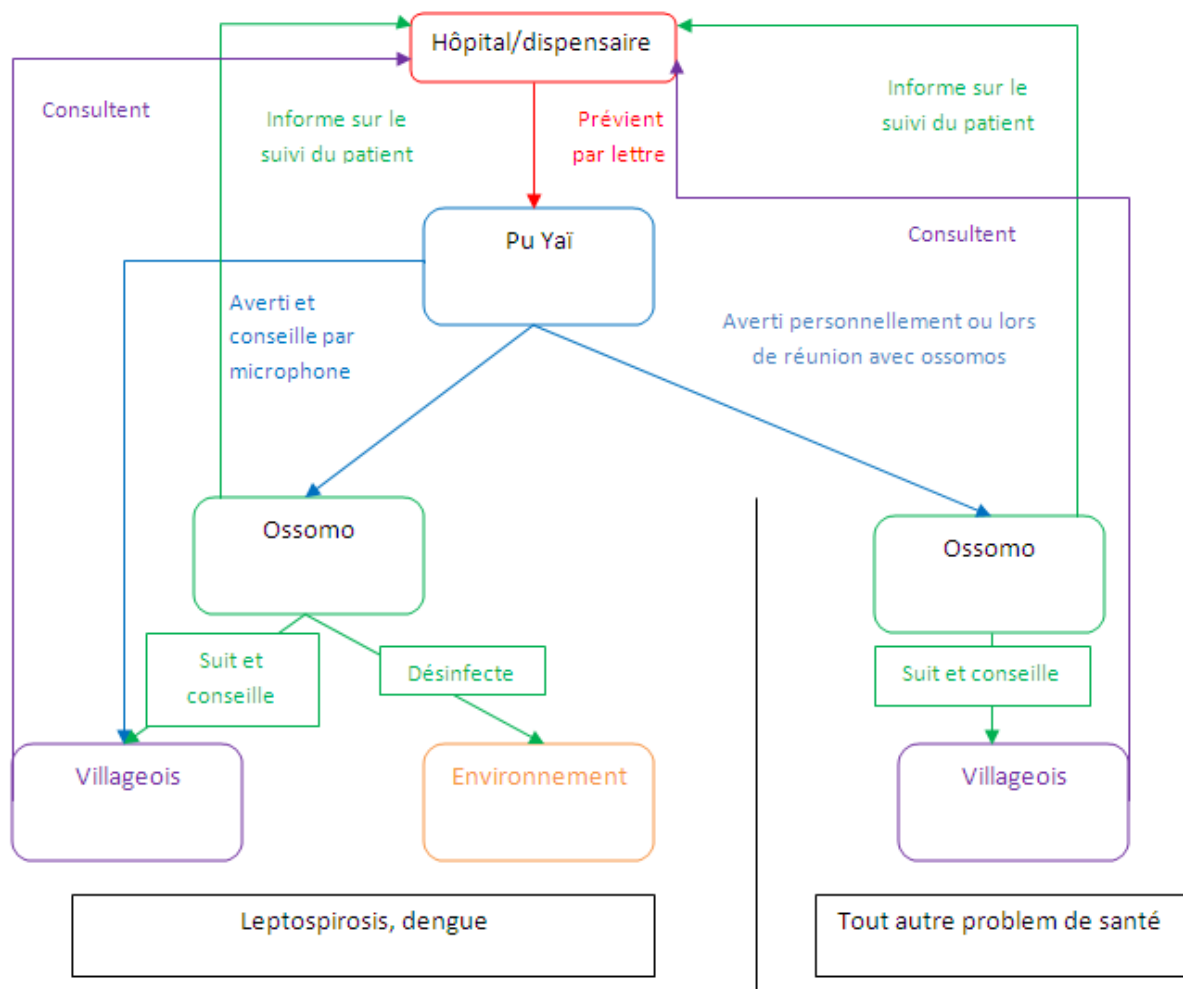 Hôpital/dispensaire
Consultent
Informe sur le
suivi du patient
Prévient
par lettre
Informe sur le
suivi du patient
Pu Yaï
Consultent
Averti et
conseille par
microphone
Averti personnellement ou lors
de réunion avec ossomos
Ossomo
Ossomo
Suit et
conseille
Désinfecte
Suit et conseille
Villageois
Environnement
Villageois
Leptospirosis, dengue
Tout autre problem de santé